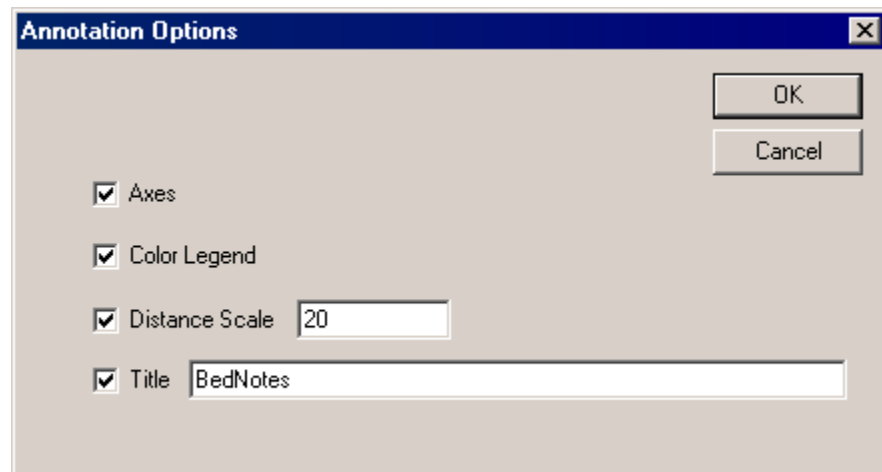 Annotation Options
OK
Cancel
Axes
Color Legend
Distance Scale 20
Title BedNotes